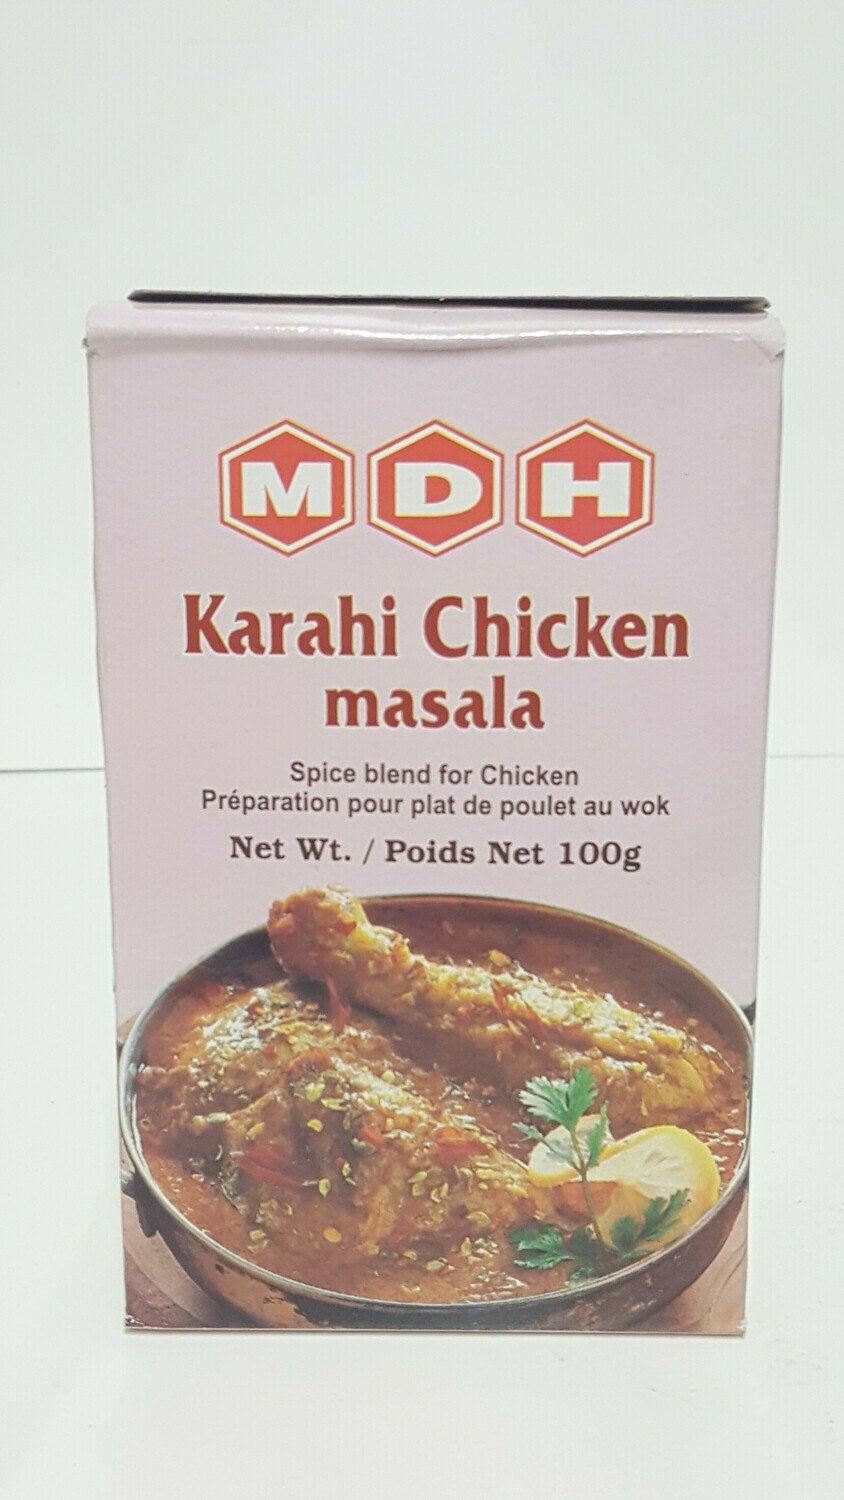 MDH
Karahi Chicken
masala
Spice blend for Chicken
Préparation pour plat de poulet au wok
Net Wt. / Poids Net 100g